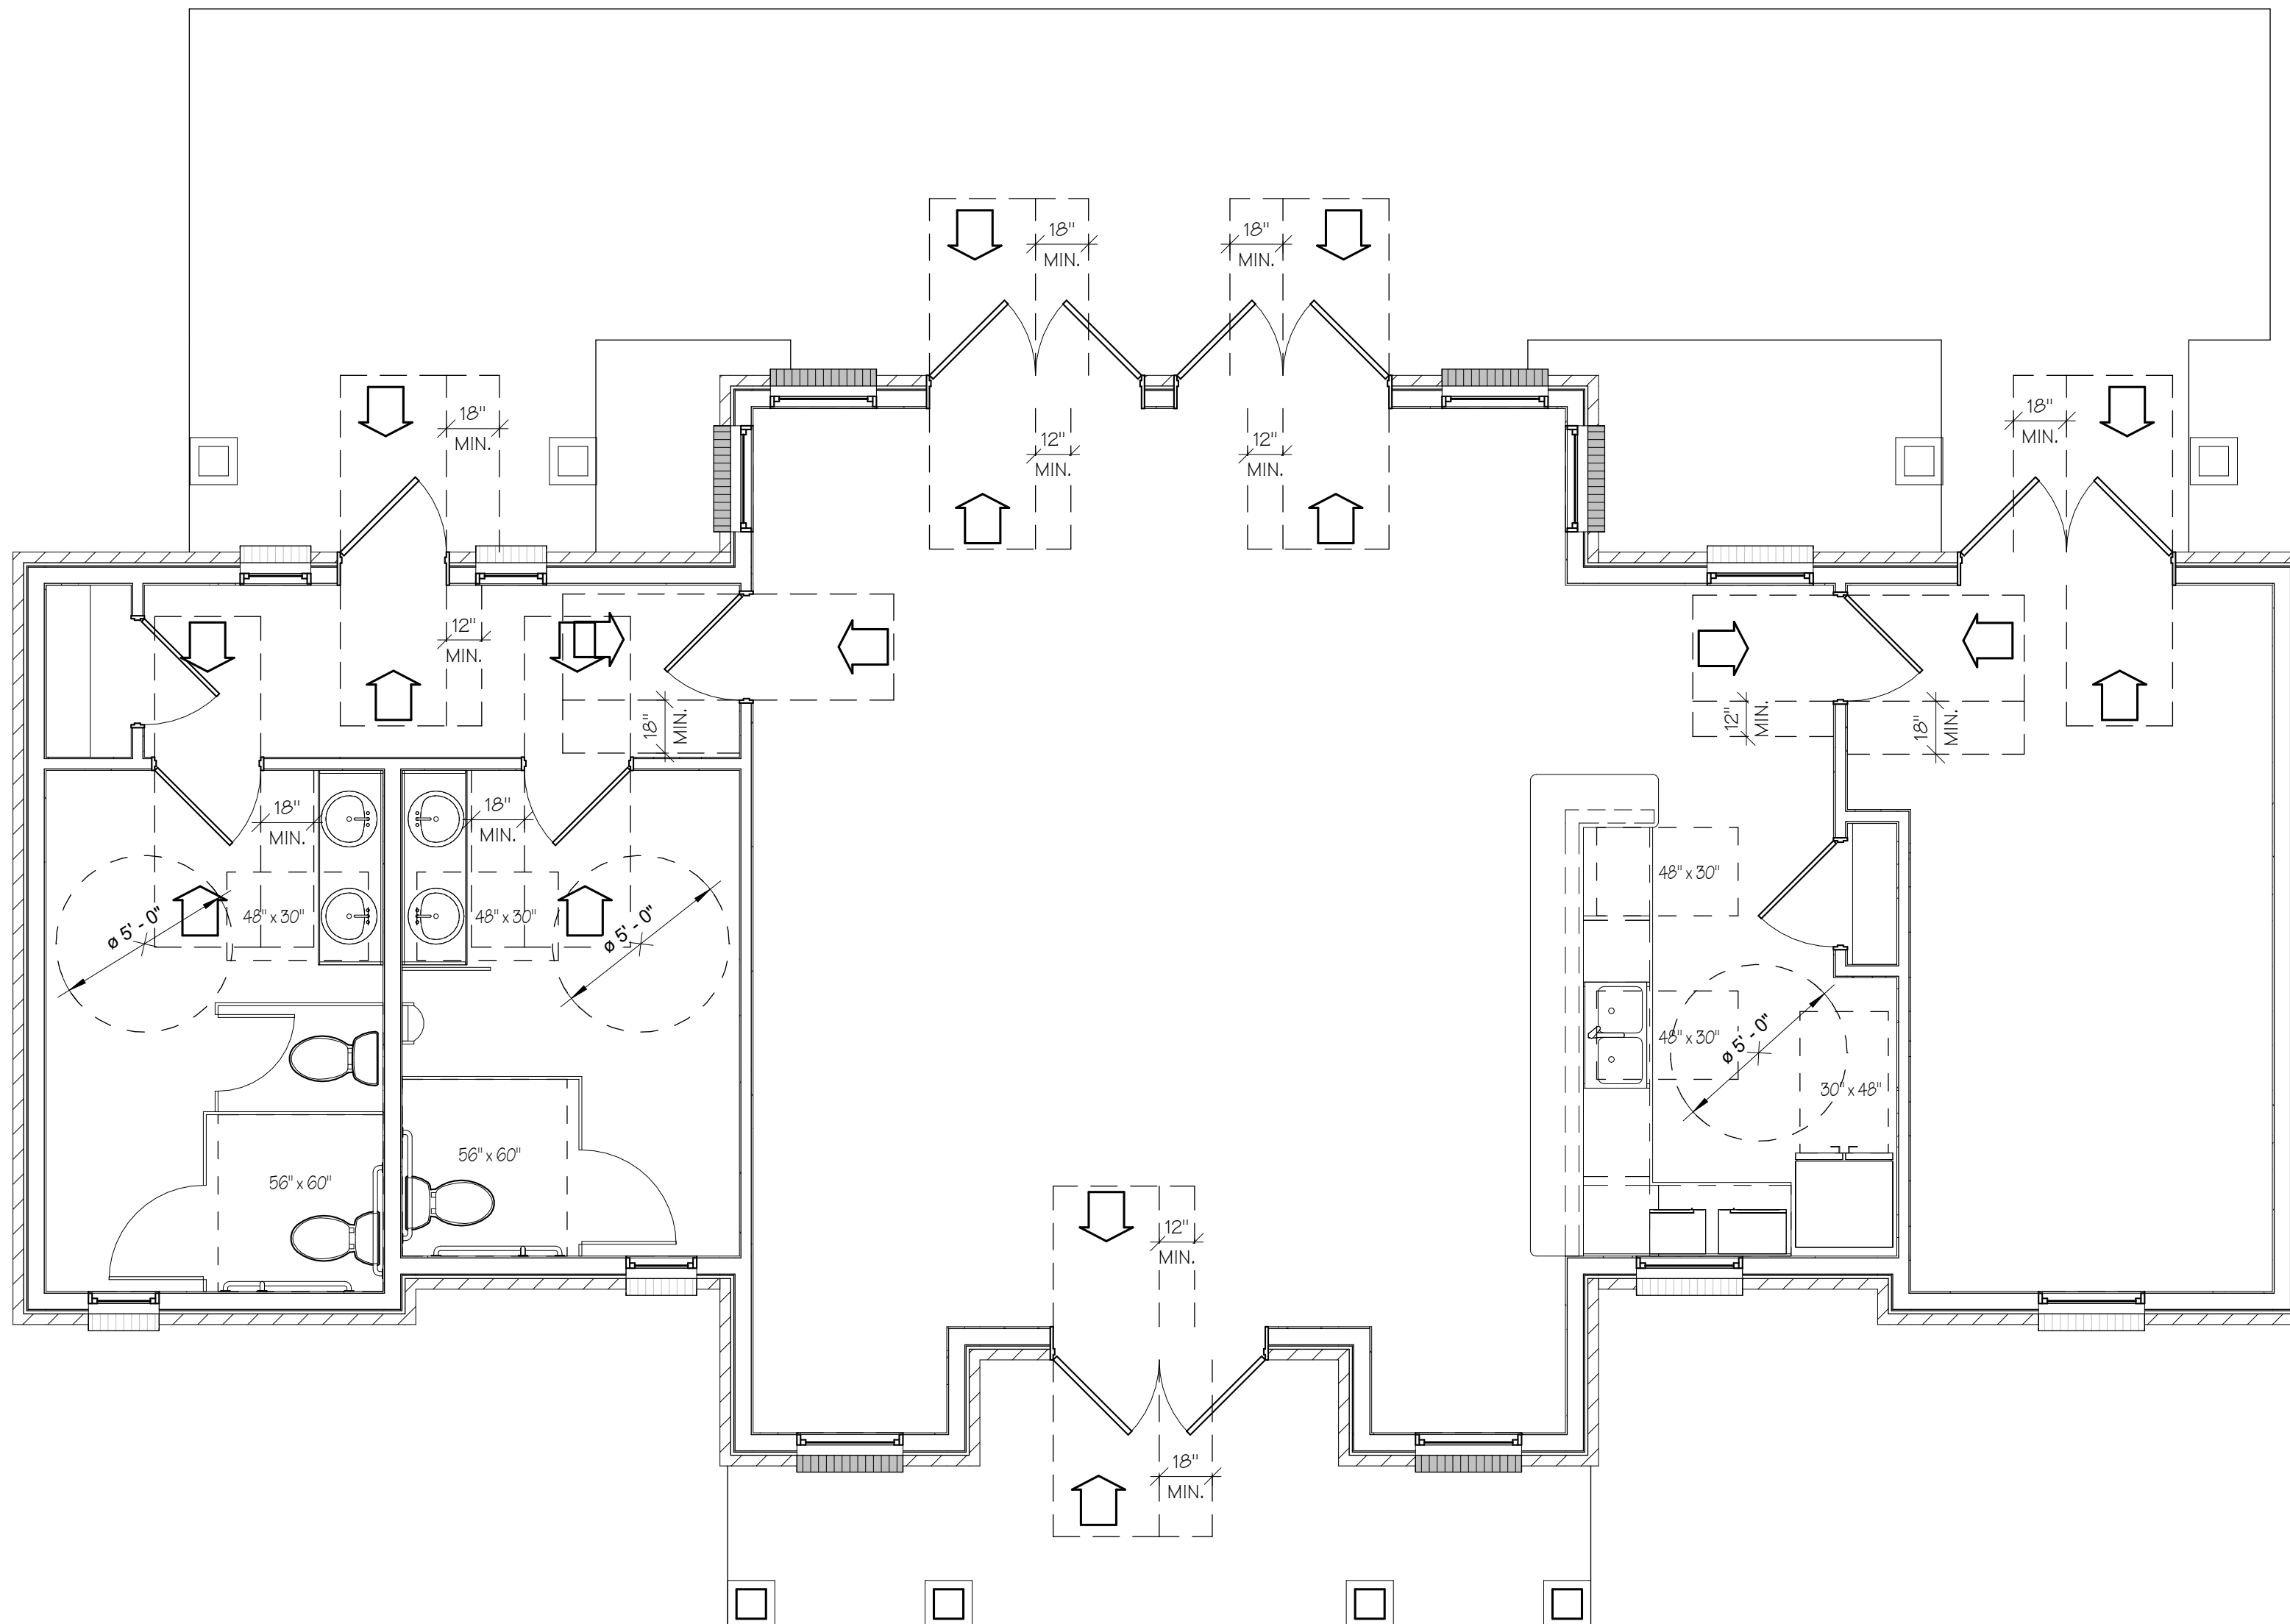 18"
MIN.
18"
MIN.
18"
MIN.
18"
MIN.
12"
MIN.
12"
MIN.
12"
MIN.
18"
MIN.
12"
MIN.
18"
MIN.
18"
MIN.
18"
MIN.
48" x 30"
48" x 30"
48" x 30"
ø 5' - 0"
ø 5' - 0"
48" x 30"
ø 5' - 0"
30" x 48"
56" x 60"
56" x 60"
12"
MIN.
18"
MIN.